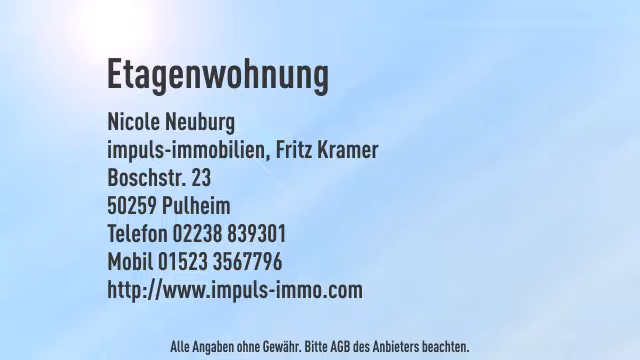 Etagenwohnung
Nicole Neuburg
impuls-immobilien, Fritz Kramer
Boschstr. 23
50259 Pulheim
Telefon 02238 839301
Mobil 01523 3567796
http://www.impuls-immo.com
Alle Angaben ohne Gewähr. Bitte AGB des Anbieters beachten.